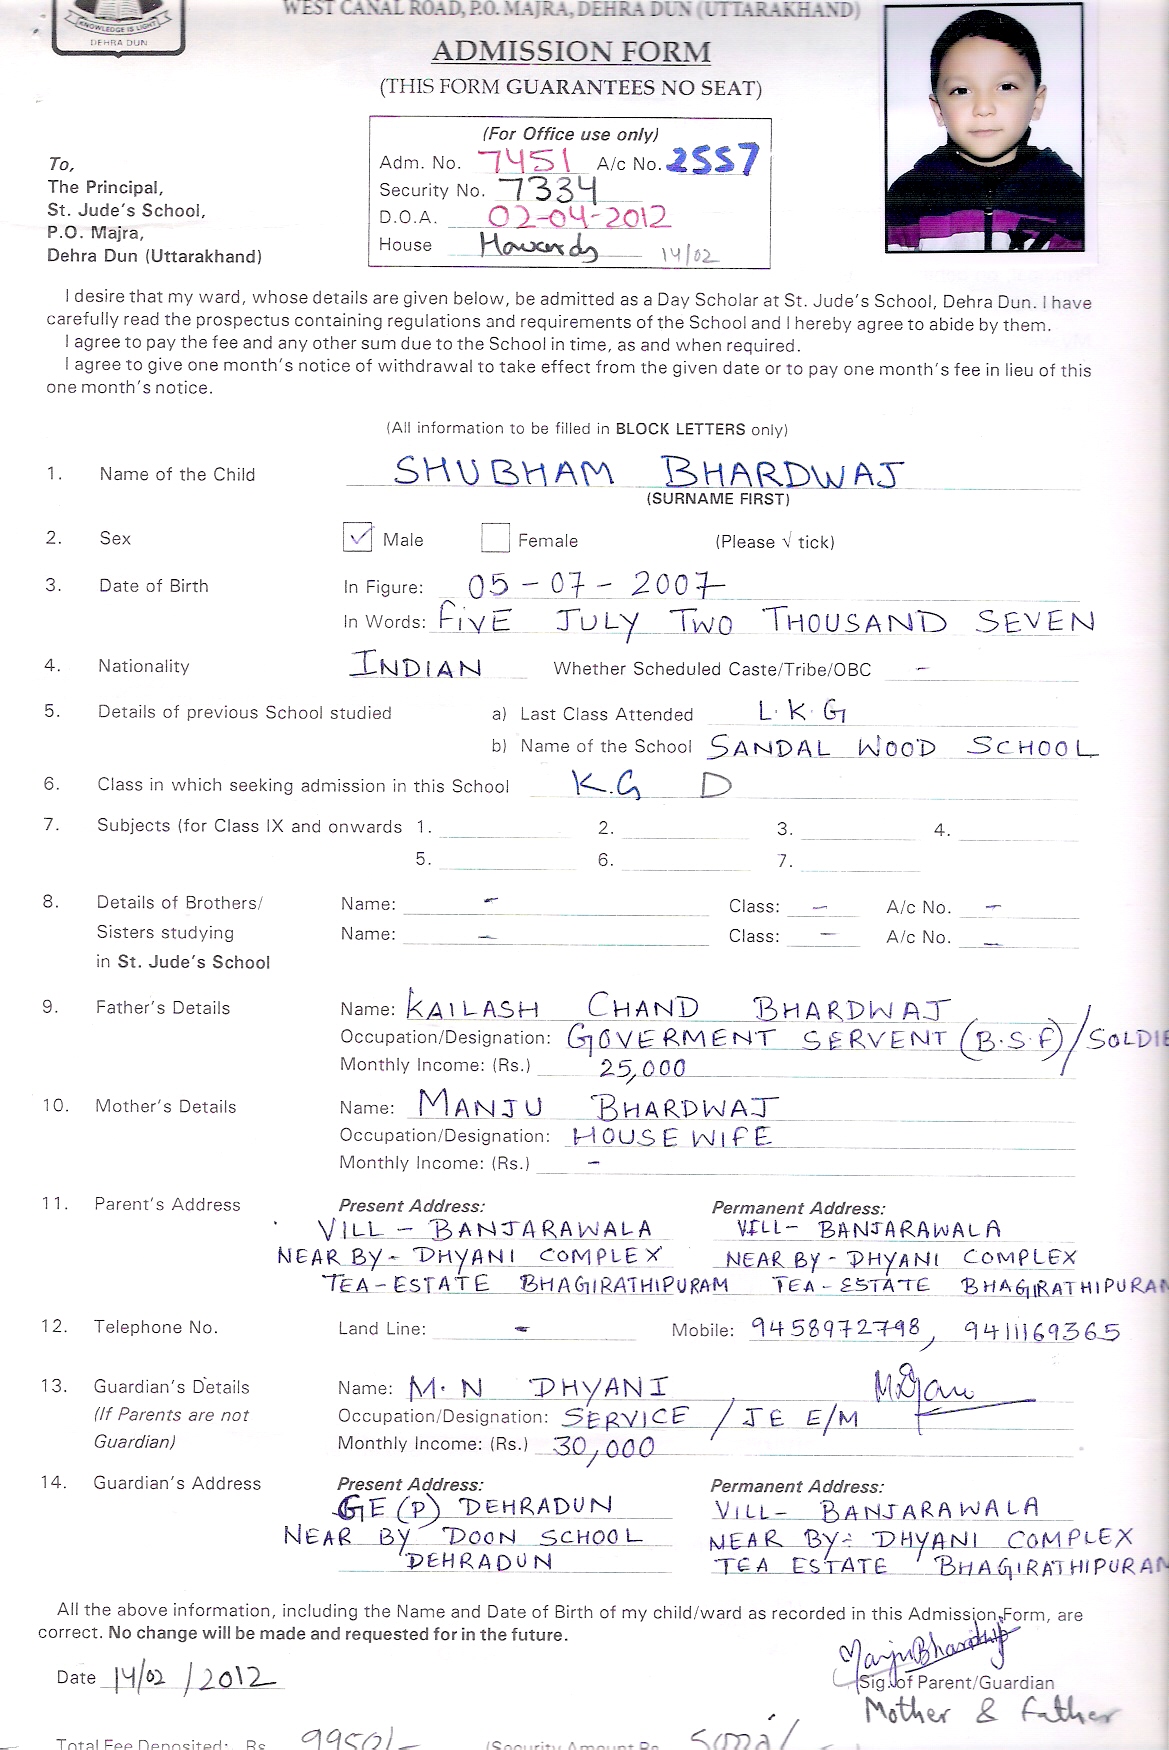 KNOWLEDGE IS LIGHT
DEHRA DUN
WEST CANAL ROAD, P.O. MAJRA, DEHRA DUN (UTTARAKHAND)
ADMISSION FORM
(THIS FORM GUARANTEES NO SEAT)
(For Office use only)
Adm. No. 7451 A/c No. 2557
Security No. 7334
D.O.A. 02-04-2012
House Howards 14/02
To,
The Principal,
St. Jude's School,
P.O. Majra,
Dehra Dun (Uttarakhand)
I desire that my ward, whose details are given below, be admitted as a Day Scholar at St. Jude's School, Dehra Dun. I have
carefully read the prospectus containing regulations and requirements of the School and I hereby agree to abide by them.
I agree to pay the fee and any other sum due to the School in time, as and when required.
I agree to give one month's notice of withdrawal to take effect from the given date or to pay one month's fee in lieu of this
one month's notice.
(All information to be filled in BLOCK LETTERS only)
1. Name of the Child SHUBHAM BHARDWAJ
(SURNAME FIRST)
2. Sex ✓ Male Female (Please √ tick)
3. Date of Birth In Figure: 05-07-2007
In Words: FIVE JULY TWO THOUSAND SEVEN
4. Nationality INDIAN Whether Scheduled Caste/Tribe/OBC -
5. Details of previous School studied a) Last Class Attended L.K.G
b) Name of the School SANDAL WOOD SCHOOL
6. Class in which seeking admission in this School K.G D
7. Subjects (for Class IX and onwards 1. 2. 3. 4.
5. 6. 7.
8. Details of Brothers/ Name: - Class: - A/c No. -
Sisters studying Name: - Class: - A/c No. -
in St. Jude's School
9. Father's Details Name: KAILASH CHAND BHARDWAJ
Occupation/Designation: GOVERMENT SERVENT (B.S.F)/SOLDIE
Monthly Income: (Rs.) 25,000
10. Mother's Details Name: MANJU BHARDWAJ
Occupation/Designation: HOUSE WIFE
Monthly Income: (Rs.) -
11. Parent's Address Present Address: Permanent Address:
VILL - BANJARAWALA VILL- BANJARAWALA
NEAR BY - DHYANI COMPLEX NEAR BY - DHYANI COMPLEX
TEA-ESTATE BHAGIRATHIPURAM TEA-ESTATE BHAGIRATHIPURAM
12. Telephone No. Land Line: - Mobile: 9458972798, 9411169365
13. Guardian's Details Name: M.N DHYANI
(If Parents are not Occupation/Designation: SERVICE / JE E/M
Guardian) Monthly Income: (Rs.) 30,000
14. Guardian's Address Present Address: Permanent Address:
GE (P) DEHRADUN VILL- BANJARAWALA
NEAR BY DOON SCHOOL NEAR BY:- DHYANI COMPLEX
DEHRADUN TEA ESTATE BHAGIRATHIPURAM
All the above information, including the Name and Date of Birth of my child/ward as recorded in this Admission Form, are
correct. No change will be made and requested for in the future.
Manju Bhardwaj
Date 14/02/2012 (Sig. of Parent/Guardian
Mother & Father
Total Fee Deposited: Rs. 9950/- (Security Amount Rs.